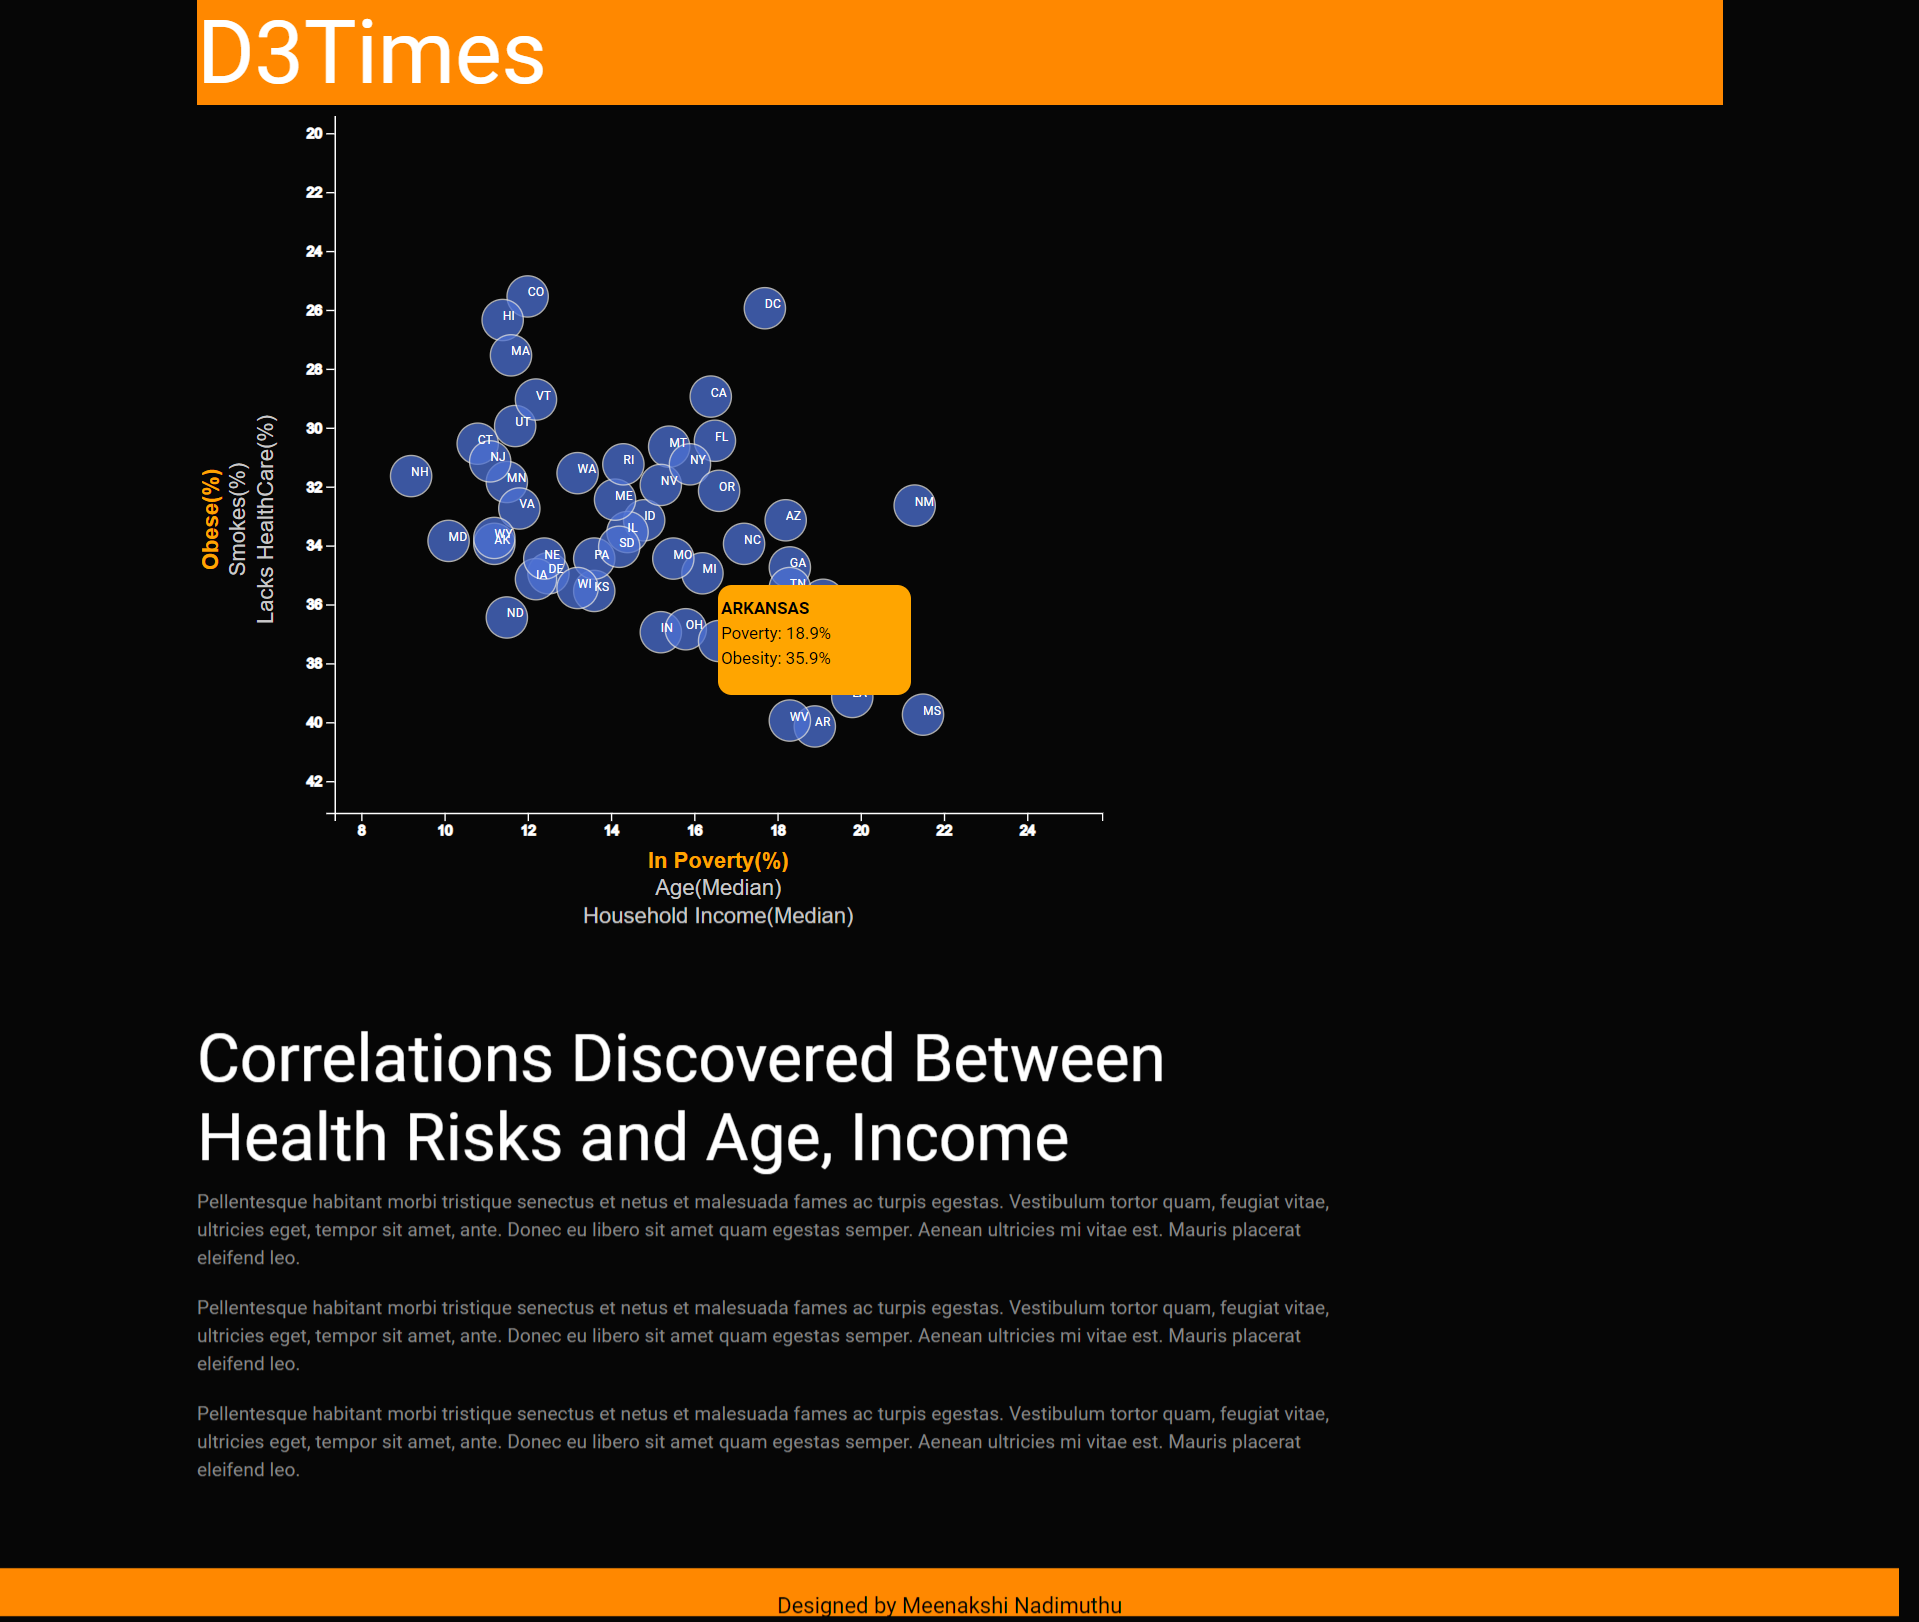 D3Times
20
22
24
26
28
30
32
34
36
38
40
42
Obese(%)
Smokes(%)
Lacks HealthCare(%)
CO
DC
HI
MA
CA
VT
UT
FL
CT
MT
NJ
RI
NY
WA
NH
MN
NV
OR
ME
NM
VA
ID
AZ
IL
WY
MD
AK
SD
NC
NE
PA
MO
GA
DE
MI
IA
WI
KS
TN
ND
IN
OH
ARKANSAS
Poverty: 18.9%
Obesity: 35.9%
MS
WV
AR
8
10
12
14
16
18
20
22
24
In Poverty(%)
Age(Median)
Household Income(Median)
Correlations Discovered Between
Health Risks and Age, Income
Pellentesque habitant morbi tristique senectus et netus et malesuada fames ac turpis egestas. Vestibulum tortor quam, feugiat vitae,
ultricies eget, tempor sit amet, ante. Donec eu libero sit amet quam egestas semper. Aenean ultricies mi vitae est. Mauris placerat
eleifend leo.
Pellentesque habitant morbi tristique senectus et netus et malesuada fames ac turpis egestas. Vestibulum tortor quam, feugiat vitae,
ultricies eget, tempor sit amet, ante. Donec eu libero sit amet quam egestas semper. Aenean ultricies mi vitae est. Mauris placerat
eleifend leo.
Pellentesque habitant morbi tristique senectus et netus et malesuada fames ac turpis egestas. Vestibulum tortor quam, feugiat vitae,
ultricies eget, tempor sit amet, ante. Donec eu libero sit amet quam egestas semper. Aenean ultricies mi vitae est. Mauris placerat
eleifend leo.
Designed by Meenakshi Nadimuthu